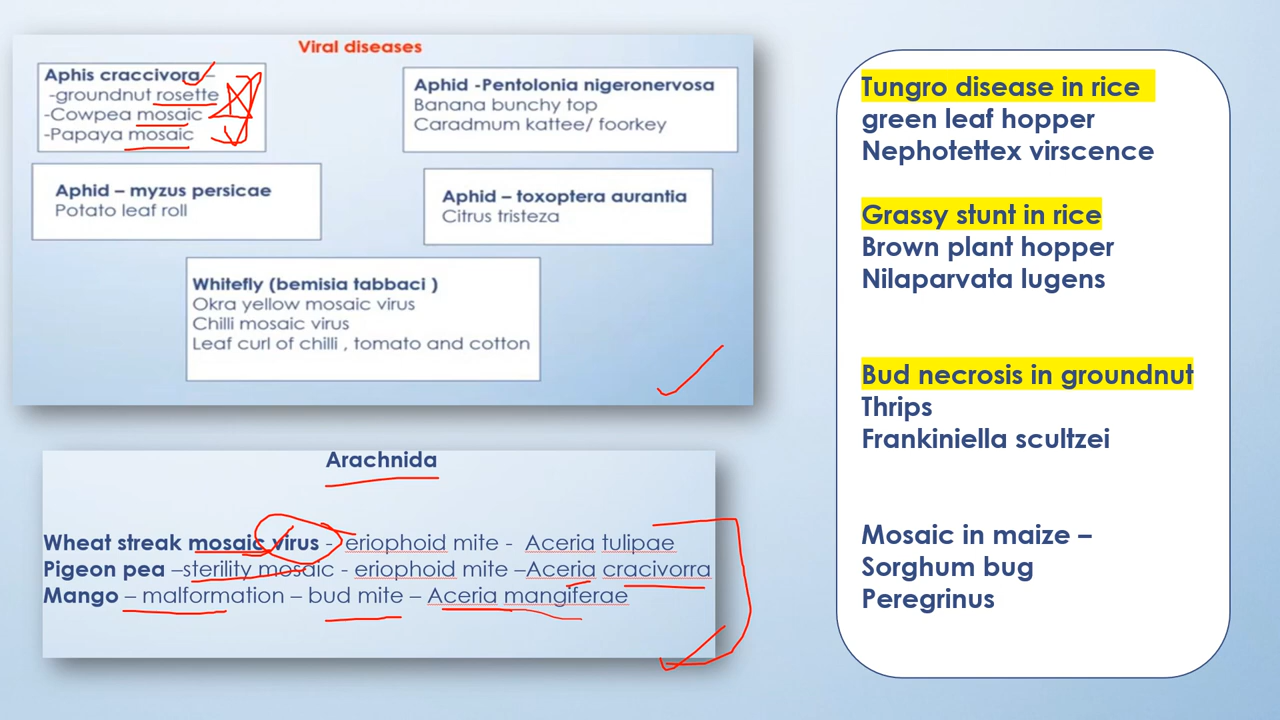 Viral diseases
Aphis craccivora –
-groundnut rosette
-Cowpea mosaic
-Papaya mosaic
Aphid -Pentolonia nigeronervosa
Banana bunchy top
Caradmum kattee/ foorkey
Aphid – myzus persicae
Potato leaf roll
Aphid – toxoptera aurantia
Citrus tristeza
Whitefly (bemisia tabbaci )
Okra yellow mosaic virus
Chilli mosaic virus
Leaf curl of chilli , tomato and cotton
Arachnida
Wheat streak mosaic virus - eriophoid mite - Aceria tulipae
Pigeon pea –sterility mosaic - eriophoid mite –Aceria cracivorra
Mango – malformation – bud mite – Aceria mangiferae
Tungro disease in rice
green leaf hopper
Nephotettex virscence
Grassy stunt in rice
Brown plant hopper
Nilaparvata lugens
Bud necrosis in groundnut
Thrips
Frankiniella scultzei
Mosaic in maize –
Sorghum bug
Peregrinus